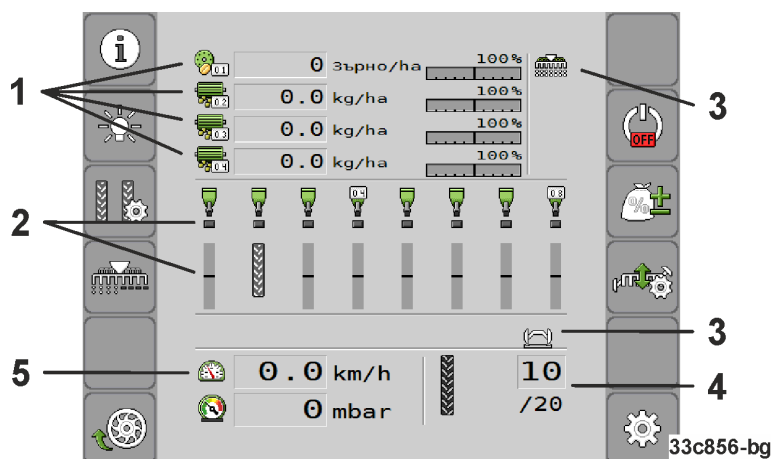 01 0 Зърно/ha 100%
1 02 0.0 kg/ha 100% 3
03 0.0 kg/ha 100%
OFF
04 0.0 kg/ha 100%
%
04 08
2
3
5 0.0 km/h 10 4
0 mbar /20
33c856-bg